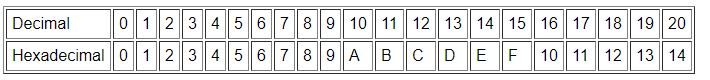 Decimal 0 1 2 3 4 5 6 7 8 9 10 11 12 13 14 15 16 17 18 19 20
Hexadecimal 0 1 2 3 4 5 6 7 8 9 A B C D E F 10 11 12 13 14